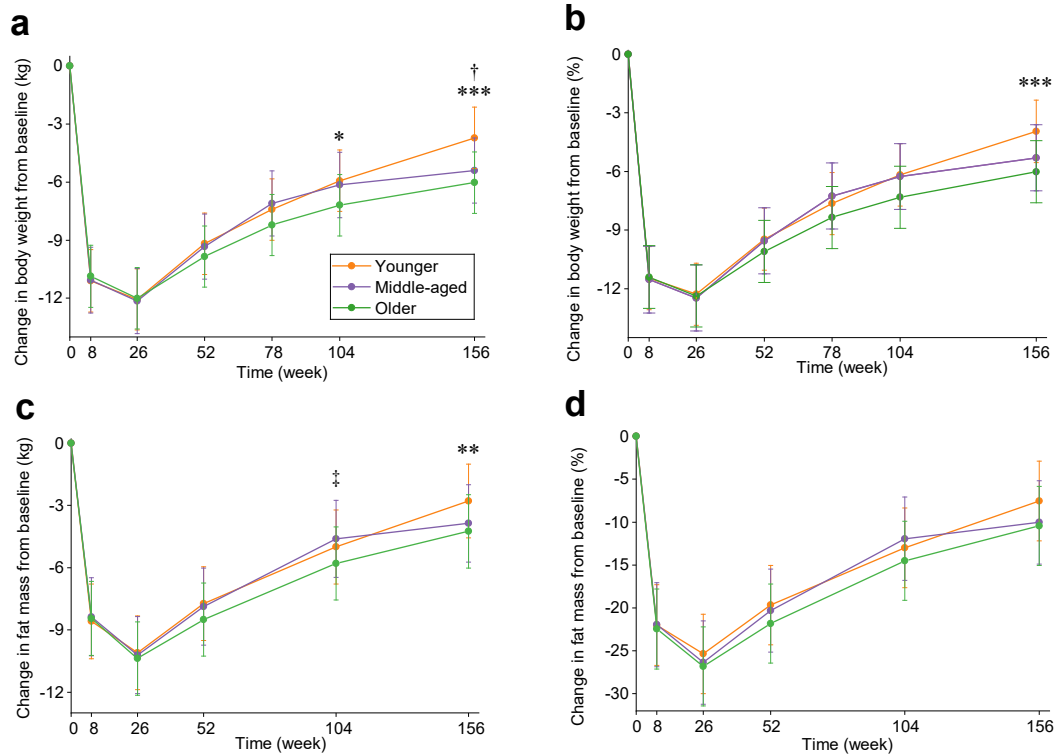 a
Change in body weight from baseline (kg)
0
-3
-6
-9
-12
*
†
***
Younger
Middle-aged
Older
0 8 26 52 78 104 156
Time (week)
b
Change in body weight from baseline (%)
0
-3
-6
-9
-12
***
0 8 26 52 78 104 156
Time (week)
c
Change in fat mass from baseline (kg)
0
-3
-6
-9
-12
‡
**
0 8 26 52 104 156
Time (week)
d
Change in fat mass from baseline (%)
0
-5
-10
-15
-20
-25
-30
0 8 26 52 104 156
Time (week)